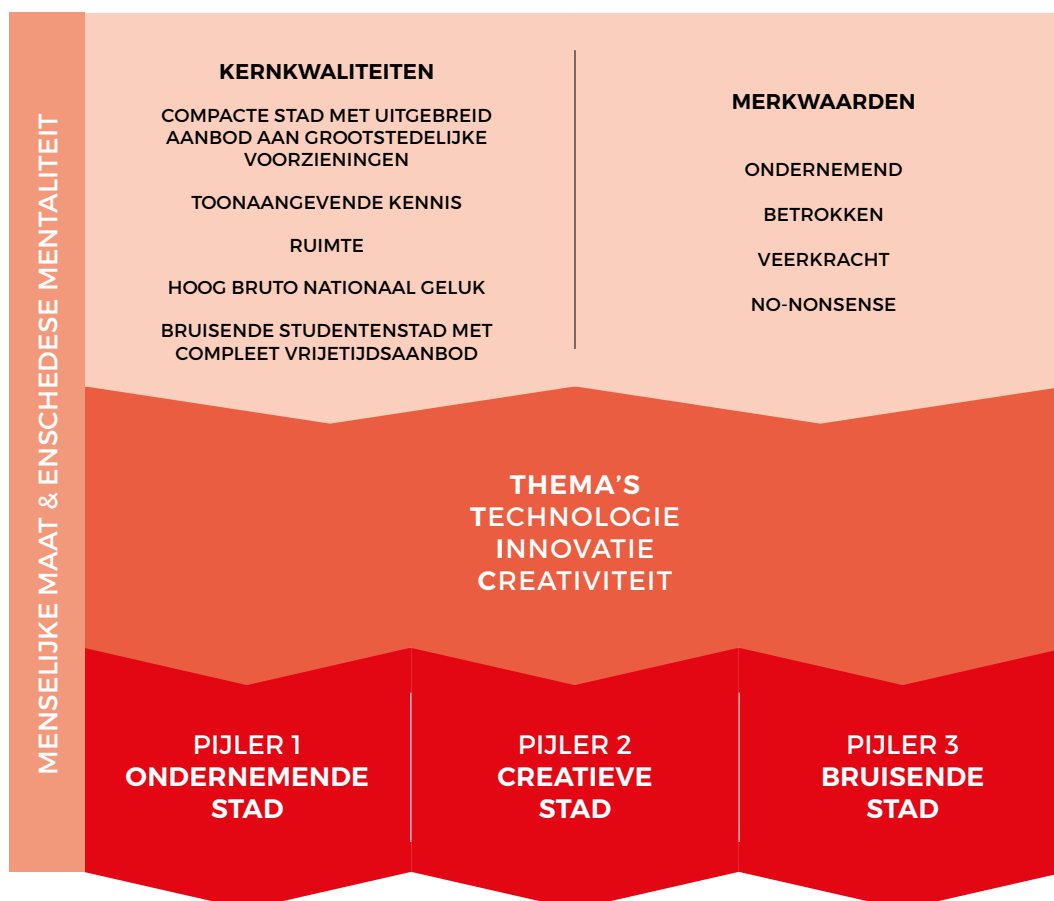 MENSELIJKE MAAT & ENSCHEDESE MENTALITEIT
KERNKWALITEITEN
COMPACTE STAD MET UITGEBREID
AANBOD AAN GROOTSTEDELIJKE
VOORZIENINGEN
TOONAANGEVENDE KENNIS
RUIMTE
HOOG BRUTO NATIONAAL GELUK
BRUISENDE STUDENTENSTAD MET
COMPLEET VRIJETIJDSAANBOD
MERKWAARDEN
ONDERNEMEND
BETROKKEN
VEERKRACHT
NO-NONSENSE
THEMA’S
TECHNOLOGIE
INNOVATIE
CREATIVITEIT
PIJLER 1
ONDERNEMENDE
STAD
PIJLER 2
CREATIEVE
STAD
PIJLER 3
BRUISENDE
STAD